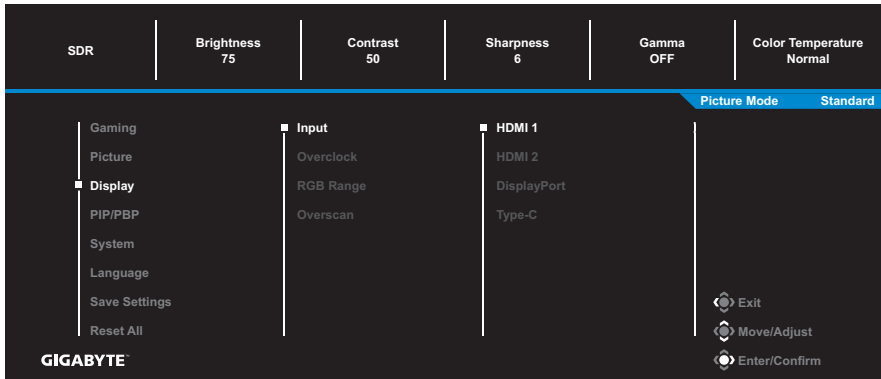 SDR
Brightness
75
Contrast
50
Sharpness
6
Gamma
OFF
Color Temperature
Normal
Picture Mode Standard
Gaming
Picture
Display
PIP/PBP
System
Language
Save Settings
Reset All
Input
Overclock
RGB Range
Overscan
HDMI 1
HDMI 2
DisplayPort
Type-C
Exit
Move/Adjust
Enter/Confirm
GIGABYTE™